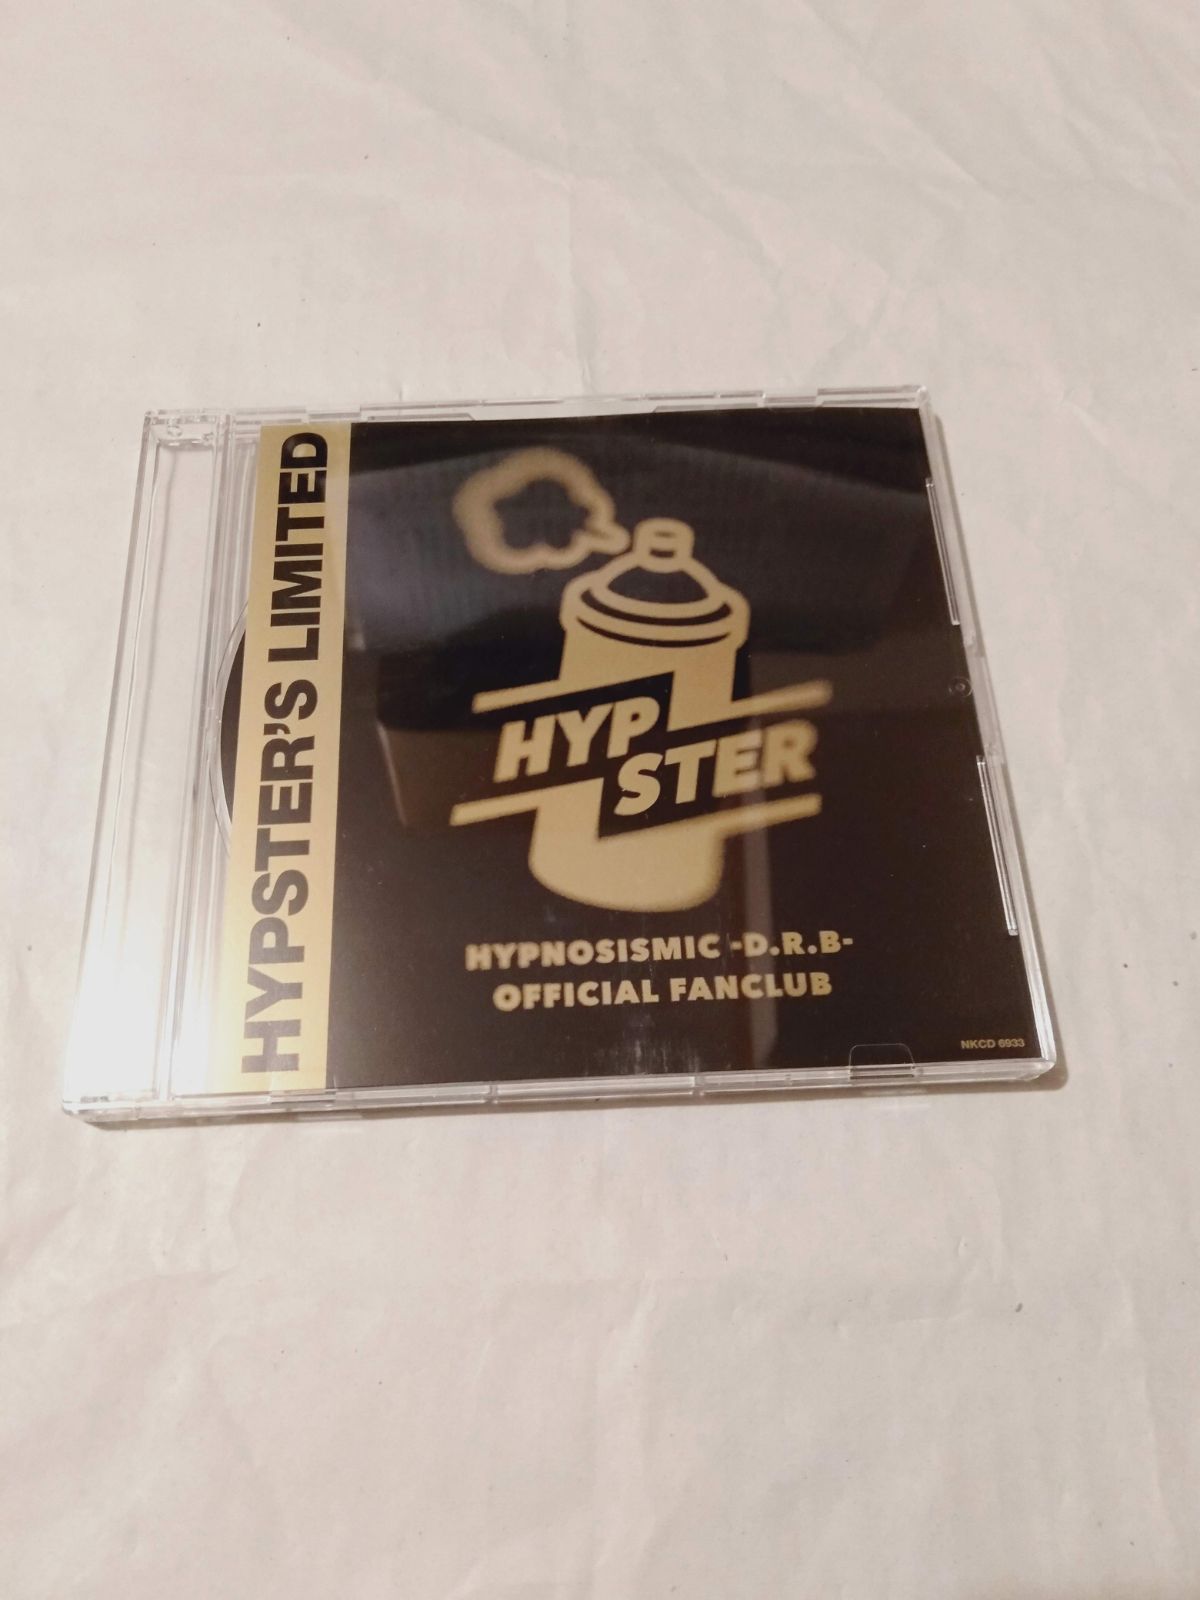 HYPSTER'S LIMITED
HYP
STER
HYPNOSISMIC -D.R.B-
OFFICIAL FANCLUB
NKCD 6933